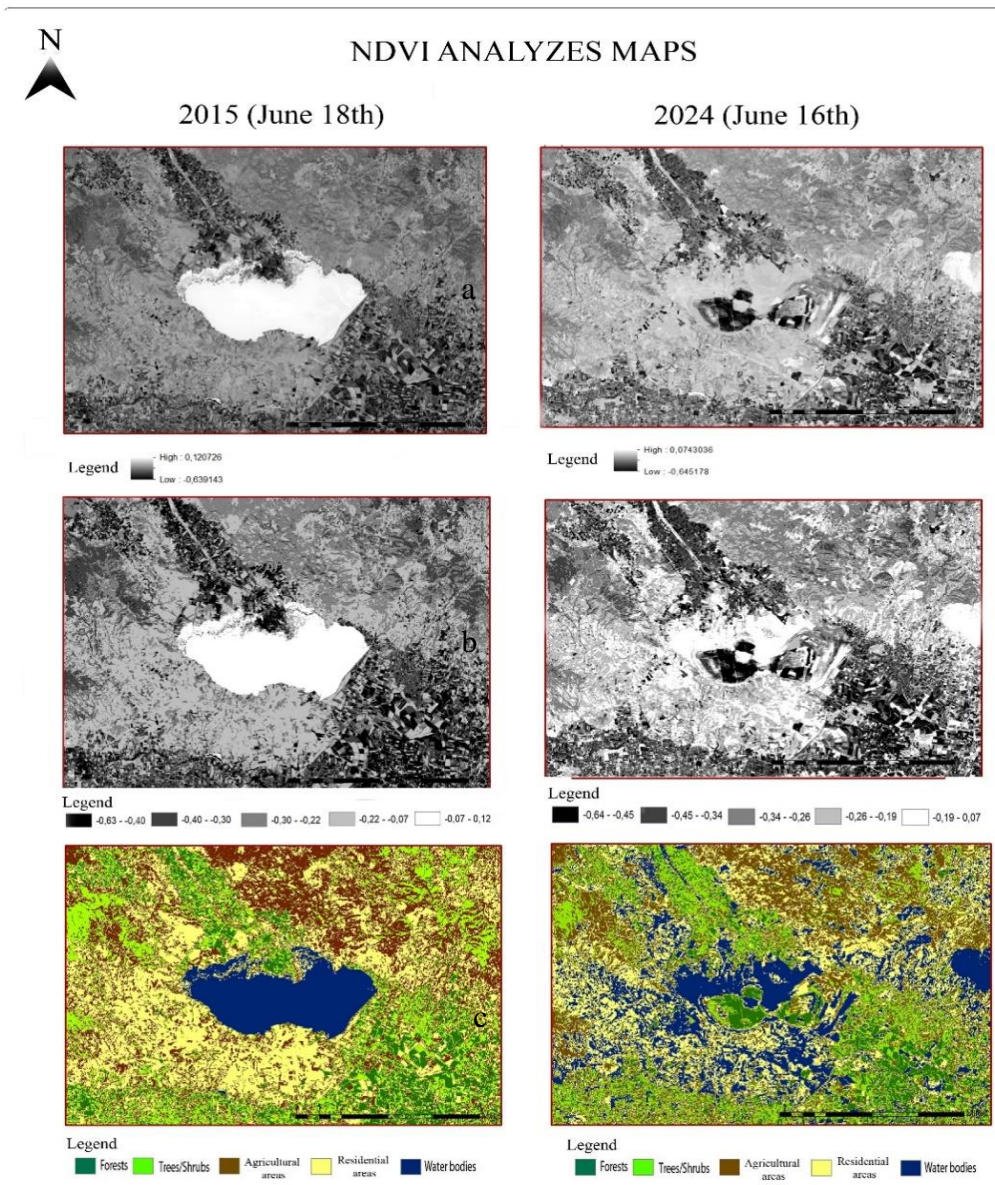 N
NDVI ANALYZES MAPS
2015 (June 18th)
2024 (June 16th)
a
Legend
High : 0,120726
Low : -0,639143
Legend
High : 0,0743036
Low : -0,645178
b
Legend
-0,63 - -0,40 -0,40 - -0,30 -0,30 - -0,22 -0,22 - -0,07 -0,07 - 0,12
Legend
-0,64 - -0,45 -0,45 - -0,34 -0,34 - -0,26 -0,26 - -0,19 -0,19 - 0,07
c
Legend
Forests Trees/Shrubs Agricultural areas Residential areas Water bodies
Legend
Forests Trees/Shrubs Agricultural areas Residential areas Water bodies